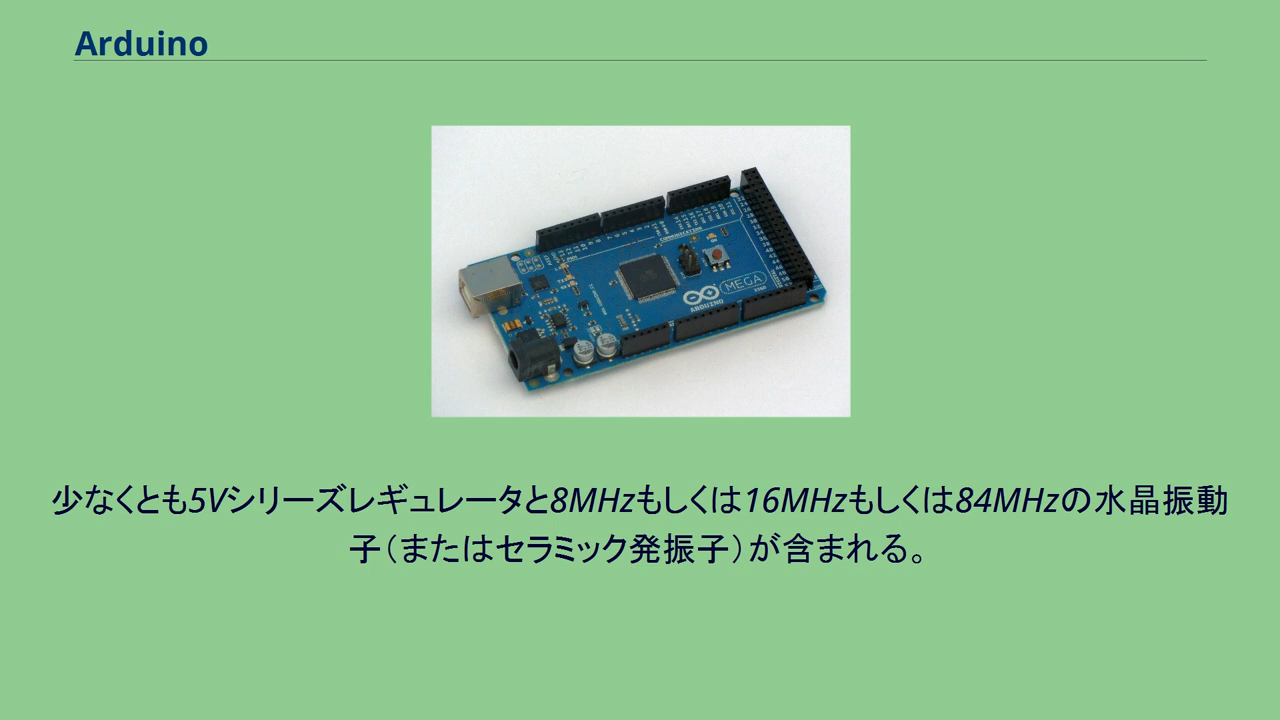 Arduino
MEGA
ARDUINO
少なくとも5Vシリーズレギュレータと8MHzもしくは16MHzもしくは84MHzの水晶振動
子（またはセラミック発振子）が含まれる。